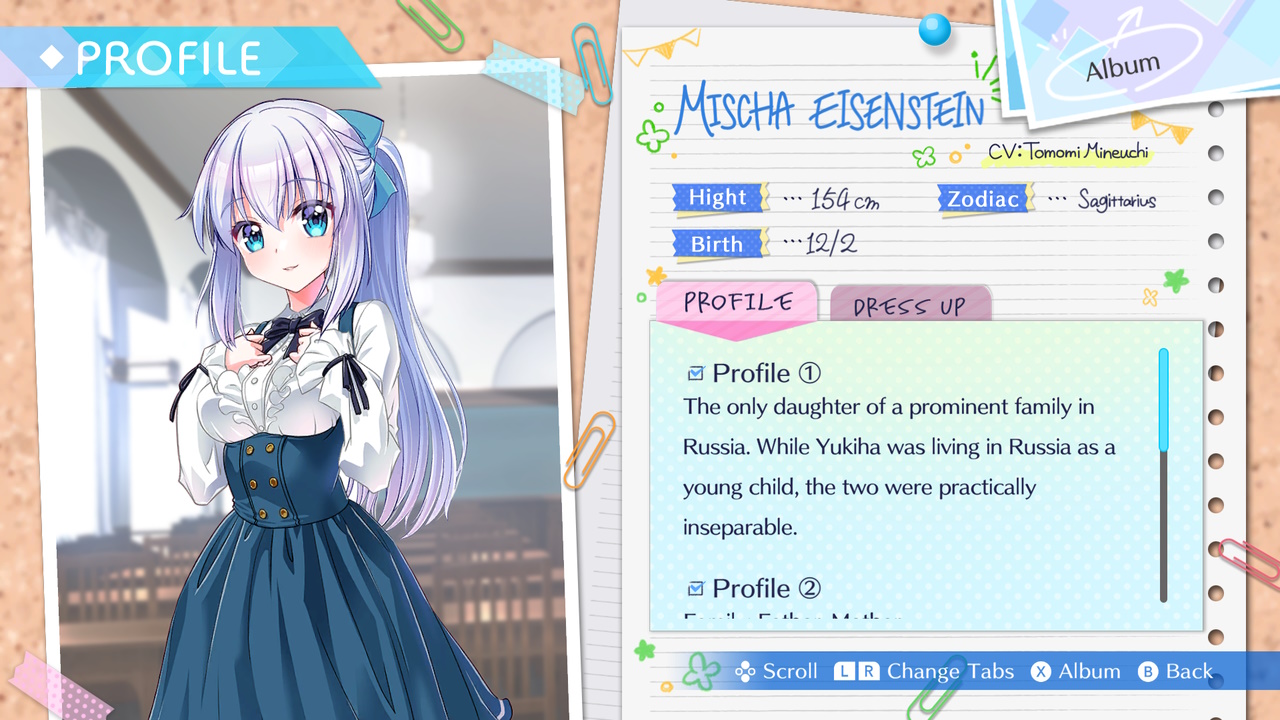 PROFILE
Album
MISCHA EISENSTEIN
CV:Tomomi Mineuchi
Hight ... 154 cm Zodiac ... Sagittarius
Birth ... 12/2
PROFILE DRESS UP
Profile ①
The only daughter of a prominent family in
Russia. While Yukiha was living in Russia as a
young child, the two were practically
inseparable.
Profile ②
Scroll L R Change Tabs X Album B Back